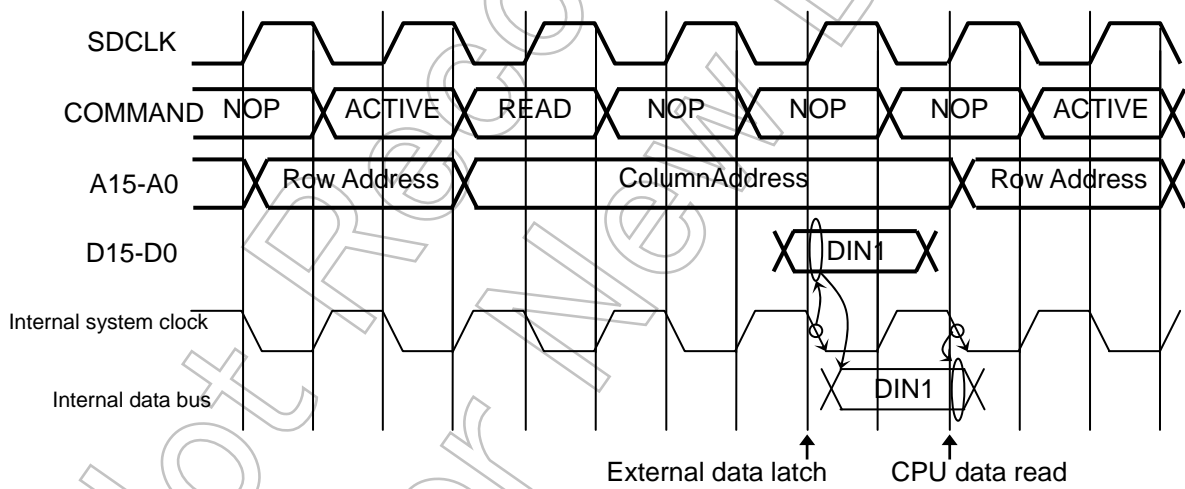 SDCLK
COMMAND NOP ACTIVE READ NOP NOP NOP ACTIVE
A15-A0 Row Address ColumnAddress Row Address
D15-D0 DIN1
Internal system clock
Internal data bus DIN1
External data latch CPU data read